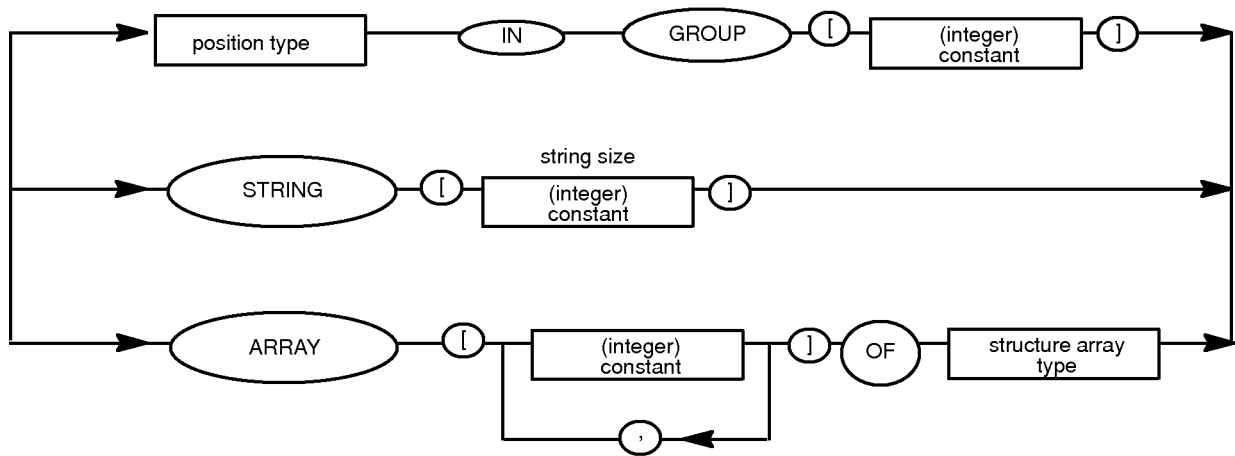 position type IN GROUP [ (integer) constant ]
string size
STRING [ (integer) constant ]
ARRAY [ (integer) constant ] OF structure array type
,